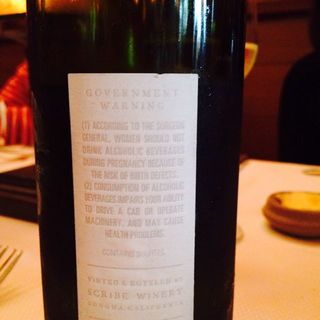 GOVERNMENT
WARNING
(1) ACCORDING TO THE SURGEON
GENERAL, WOMEN SHOULD NOT
DRINK ALCOHOLIC BEVERAGES
DURING PREGNANCY BECAUSE OF
THE RISK OF BIRTH DEFECTS.
(2) CONSUMPTION OF ALCOHOLIC
BEVERAGES IMPAIRS YOUR ABILITY
TO DRIVE A CAR OR OPERATE
MACHINERY, AND MAY CAUSE
HEALTH PROBLEMS.
CONTAINS SULFITES.
VINTED & BOTTLED BY
SCRIBE WINERY
SONOMA, CALIFORNIA